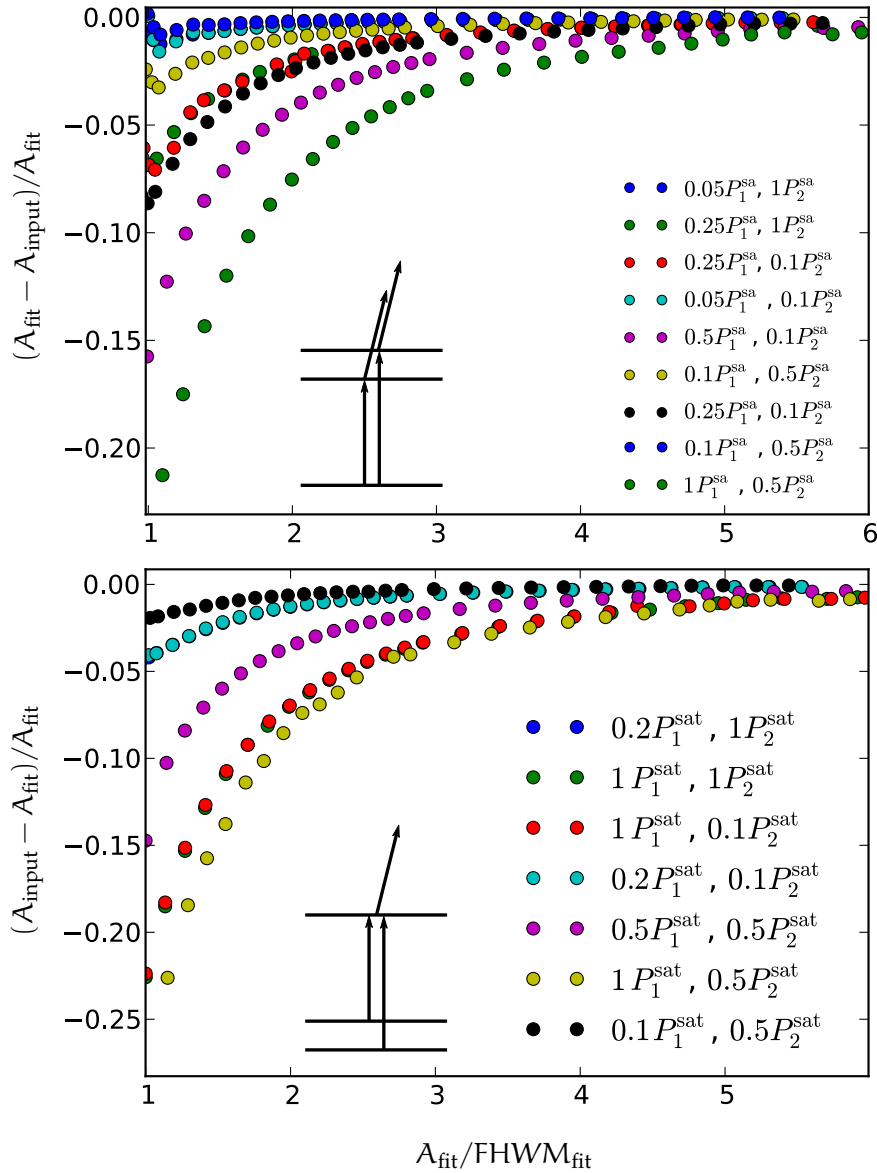 0.00
−0.05
−0.10
−0.15
−0.20
(A_fit − A_input)/A_fit
0.05P_1^sa, 1P_2^sa
0.25P_1^sa, 1P_2^sa
0.25P_1^sa, 0.1P_2^sa
0.05P_1^sa, 0.1P_2^sa
0.5P_1^sa, 0.1P_2^sa
0.1P_1^sa, 0.5P_2^sa
0.25P_1^sa, 0.1P_2^sa
0.1P_1^sa, 0.5P_2^sa
1P_1^sa, 0.5P_2^sa
1 2 3 4 5 6
0.00
−0.05
−0.10
−0.15
−0.20
−0.25
(A_input − A_fit)/A_fit
0.2P_1^sat, 1P_2^sat
1P_1^sat, 1P_2^sat
1P_1^sat, 0.1P_2^sat
0.2P_1^sat, 0.1P_2^sat
0.5P_1^sat, 0.5P_2^sat
1P_1^sat, 0.5P_2^sat
0.1P_1^sat, 0.5P_2^sat
1 2 3 4 5
A_fit/FHWM_fit